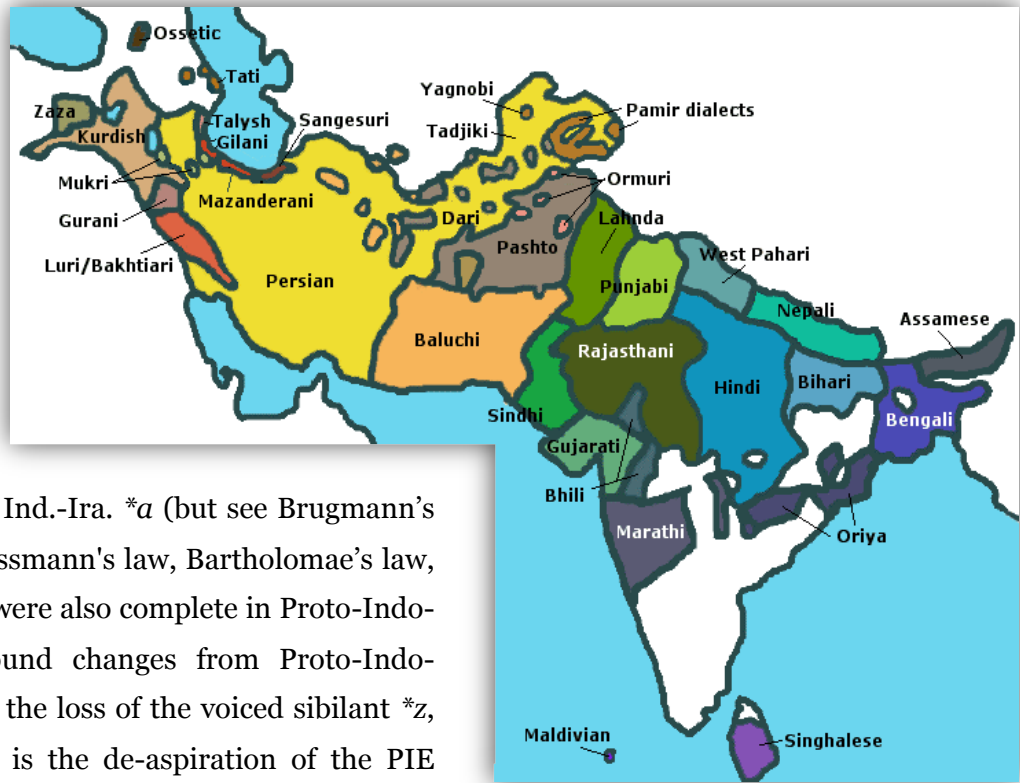 Ossetic
Tati
Yagnobi
Pamir dialects
Zaza
Talysh
Sangesuri
Tadjiki
Kurdish
Gilani
Mukri
Mazanderani
Ormuri
Gurani
Dari
Lahnda
Pashto
West Pahari
Luri/Bakhtiari
Persian
Punjabi
Nepali
Assamese
Baluchi
Rajasthani
Hindi
Bihari
Sindhi
Bengali
Gujarati
Bhili
Marathi
Oriya
Maldivian
Singhalese
Ind.-Ira. *a (but see Brugmann’s
ssmann's law, Bartholomae’s law,
were also complete in Proto-Indo-
ound changes from Proto-Indo-
the loss of the voiced sibilant *z,
is the de-aspiration of the PIE